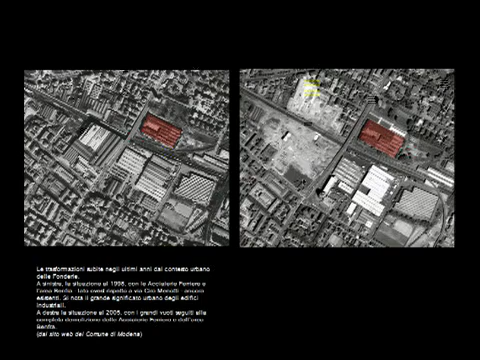 Le trasformazioni subite negli ultimi anni dal contesto urbano
delle Fonderie.
A sinistra, la situazione al 1998, con le Acciaierie Ferriere e
l'area Benfra - lato ovest rispetto a via Ciro Menotti - ancora
esistenti. Si nota il grande significato urbano degli edifici
industriali.
A destra la situazione al 2005, con i grandi vuoti seguiti alla
completa demolizione delle Acciaierie Ferriere e dell'area
Benfra.
(dal sito web del Comune di Modena)